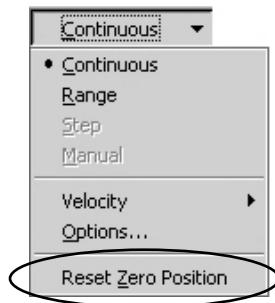 Continuous
Continuous
Range
Step
Manual
Velocity
Options...
Reset Zero Position